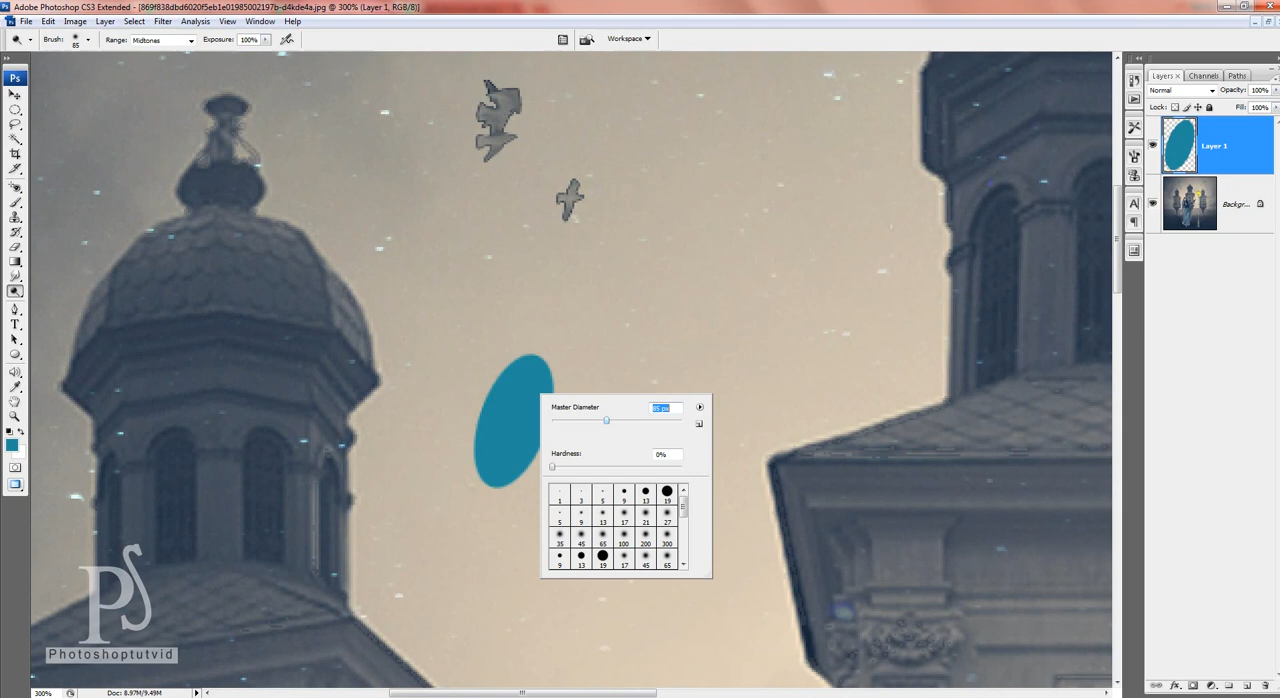 Adobe Photoshop CS3 Extended - [869f838dbd6020f5eb1e01985002197b-d4kde4a.jpg @ 300% (Layer 1, RGB/8)]
File Edit Image Layer Select Filter Analysis View Window Help
Brush: 85 Range: Midtones Exposure: 100% Workspace
Ps
Layers Channels Paths
Normal Opacity: 100%
Lock: Fill: 100%
Layer 1
Backgr...
Master Diameter 85 px
Hardness: 0%
1 3 5 9 13 19
5 9 13 17 21 27
35 45 65 100 200 300
9 13 19 17 45 65
PS
Photoshoptutvid
300% Doc: 8.97M/9.49M